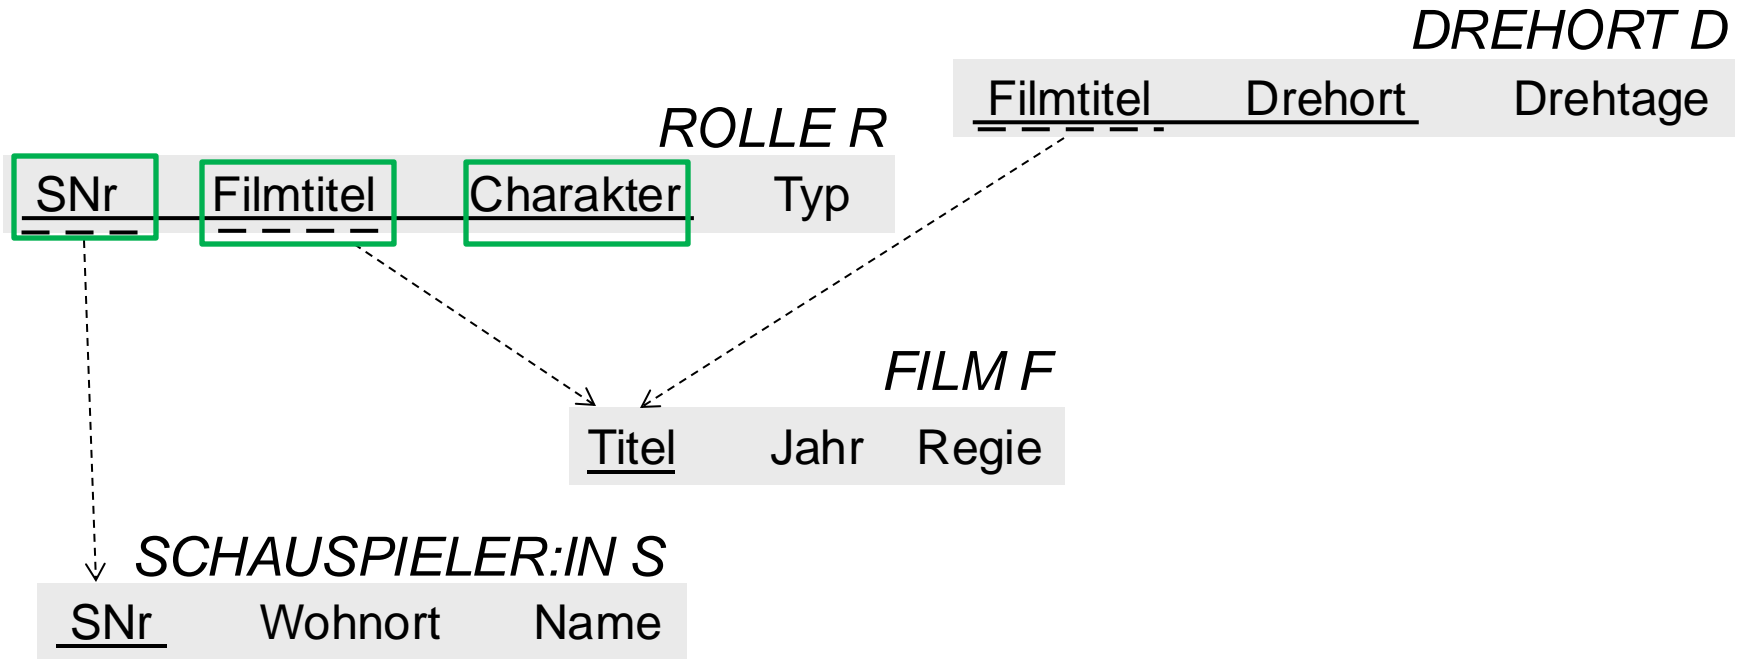 DREHORT D
Filmtitel Drehort Drehtage
ROLLE R
SNr Filmtitel Charakter Typ
FILM F
Titel Jahr Regie
SCHAUSPIELER:IN S
SNr Wohnort Name